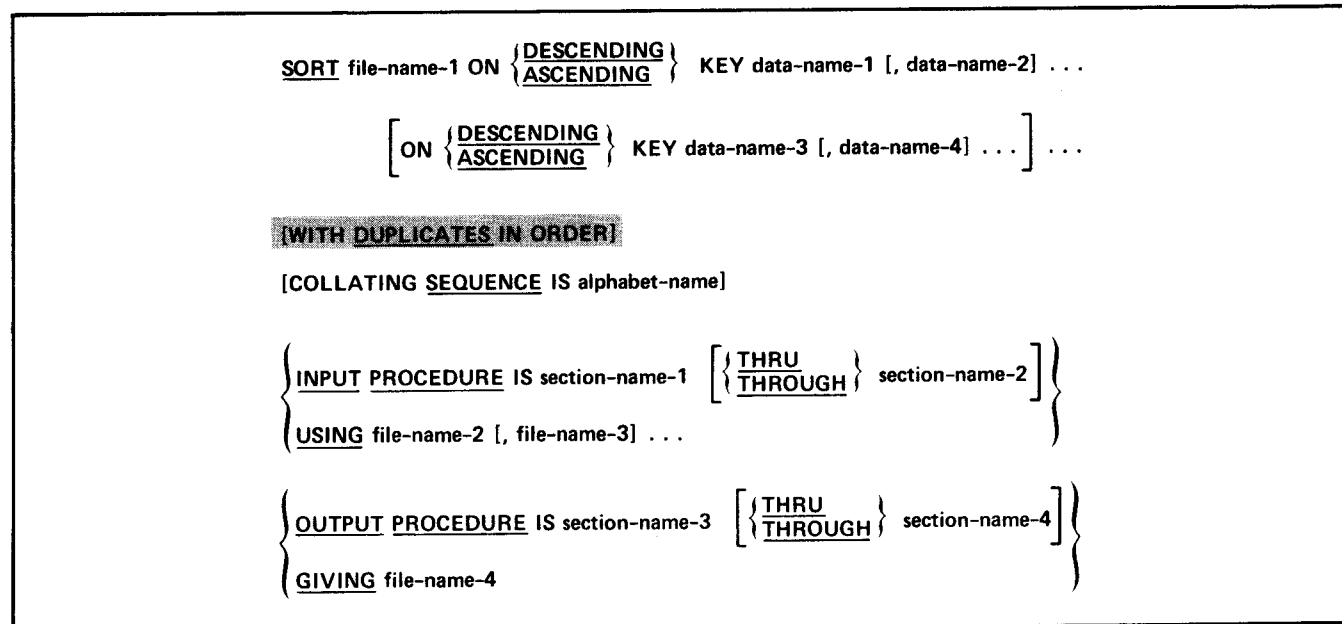 SORT file-name-1 ON {DESCENDING
ASCENDING} KEY data-name-1 [, data-name-2] . . .
[ON {DESCENDING
ASCENDING} KEY data-name-3 [, data-name-4] . . . ] . . .
[WITH DUPLICATES IN ORDER]
[COLLATING SEQUENCE IS alphabet-name]
{INPUT PROCEDURE IS section-name-1 [{THRU
THROUGH} section-name-2]
USING file-name-2 [, file-name-3] . . . }
{OUTPUT PROCEDURE IS section-name-3 [{THRU
THROUGH} section-name-4]
GIVING file-name-4}